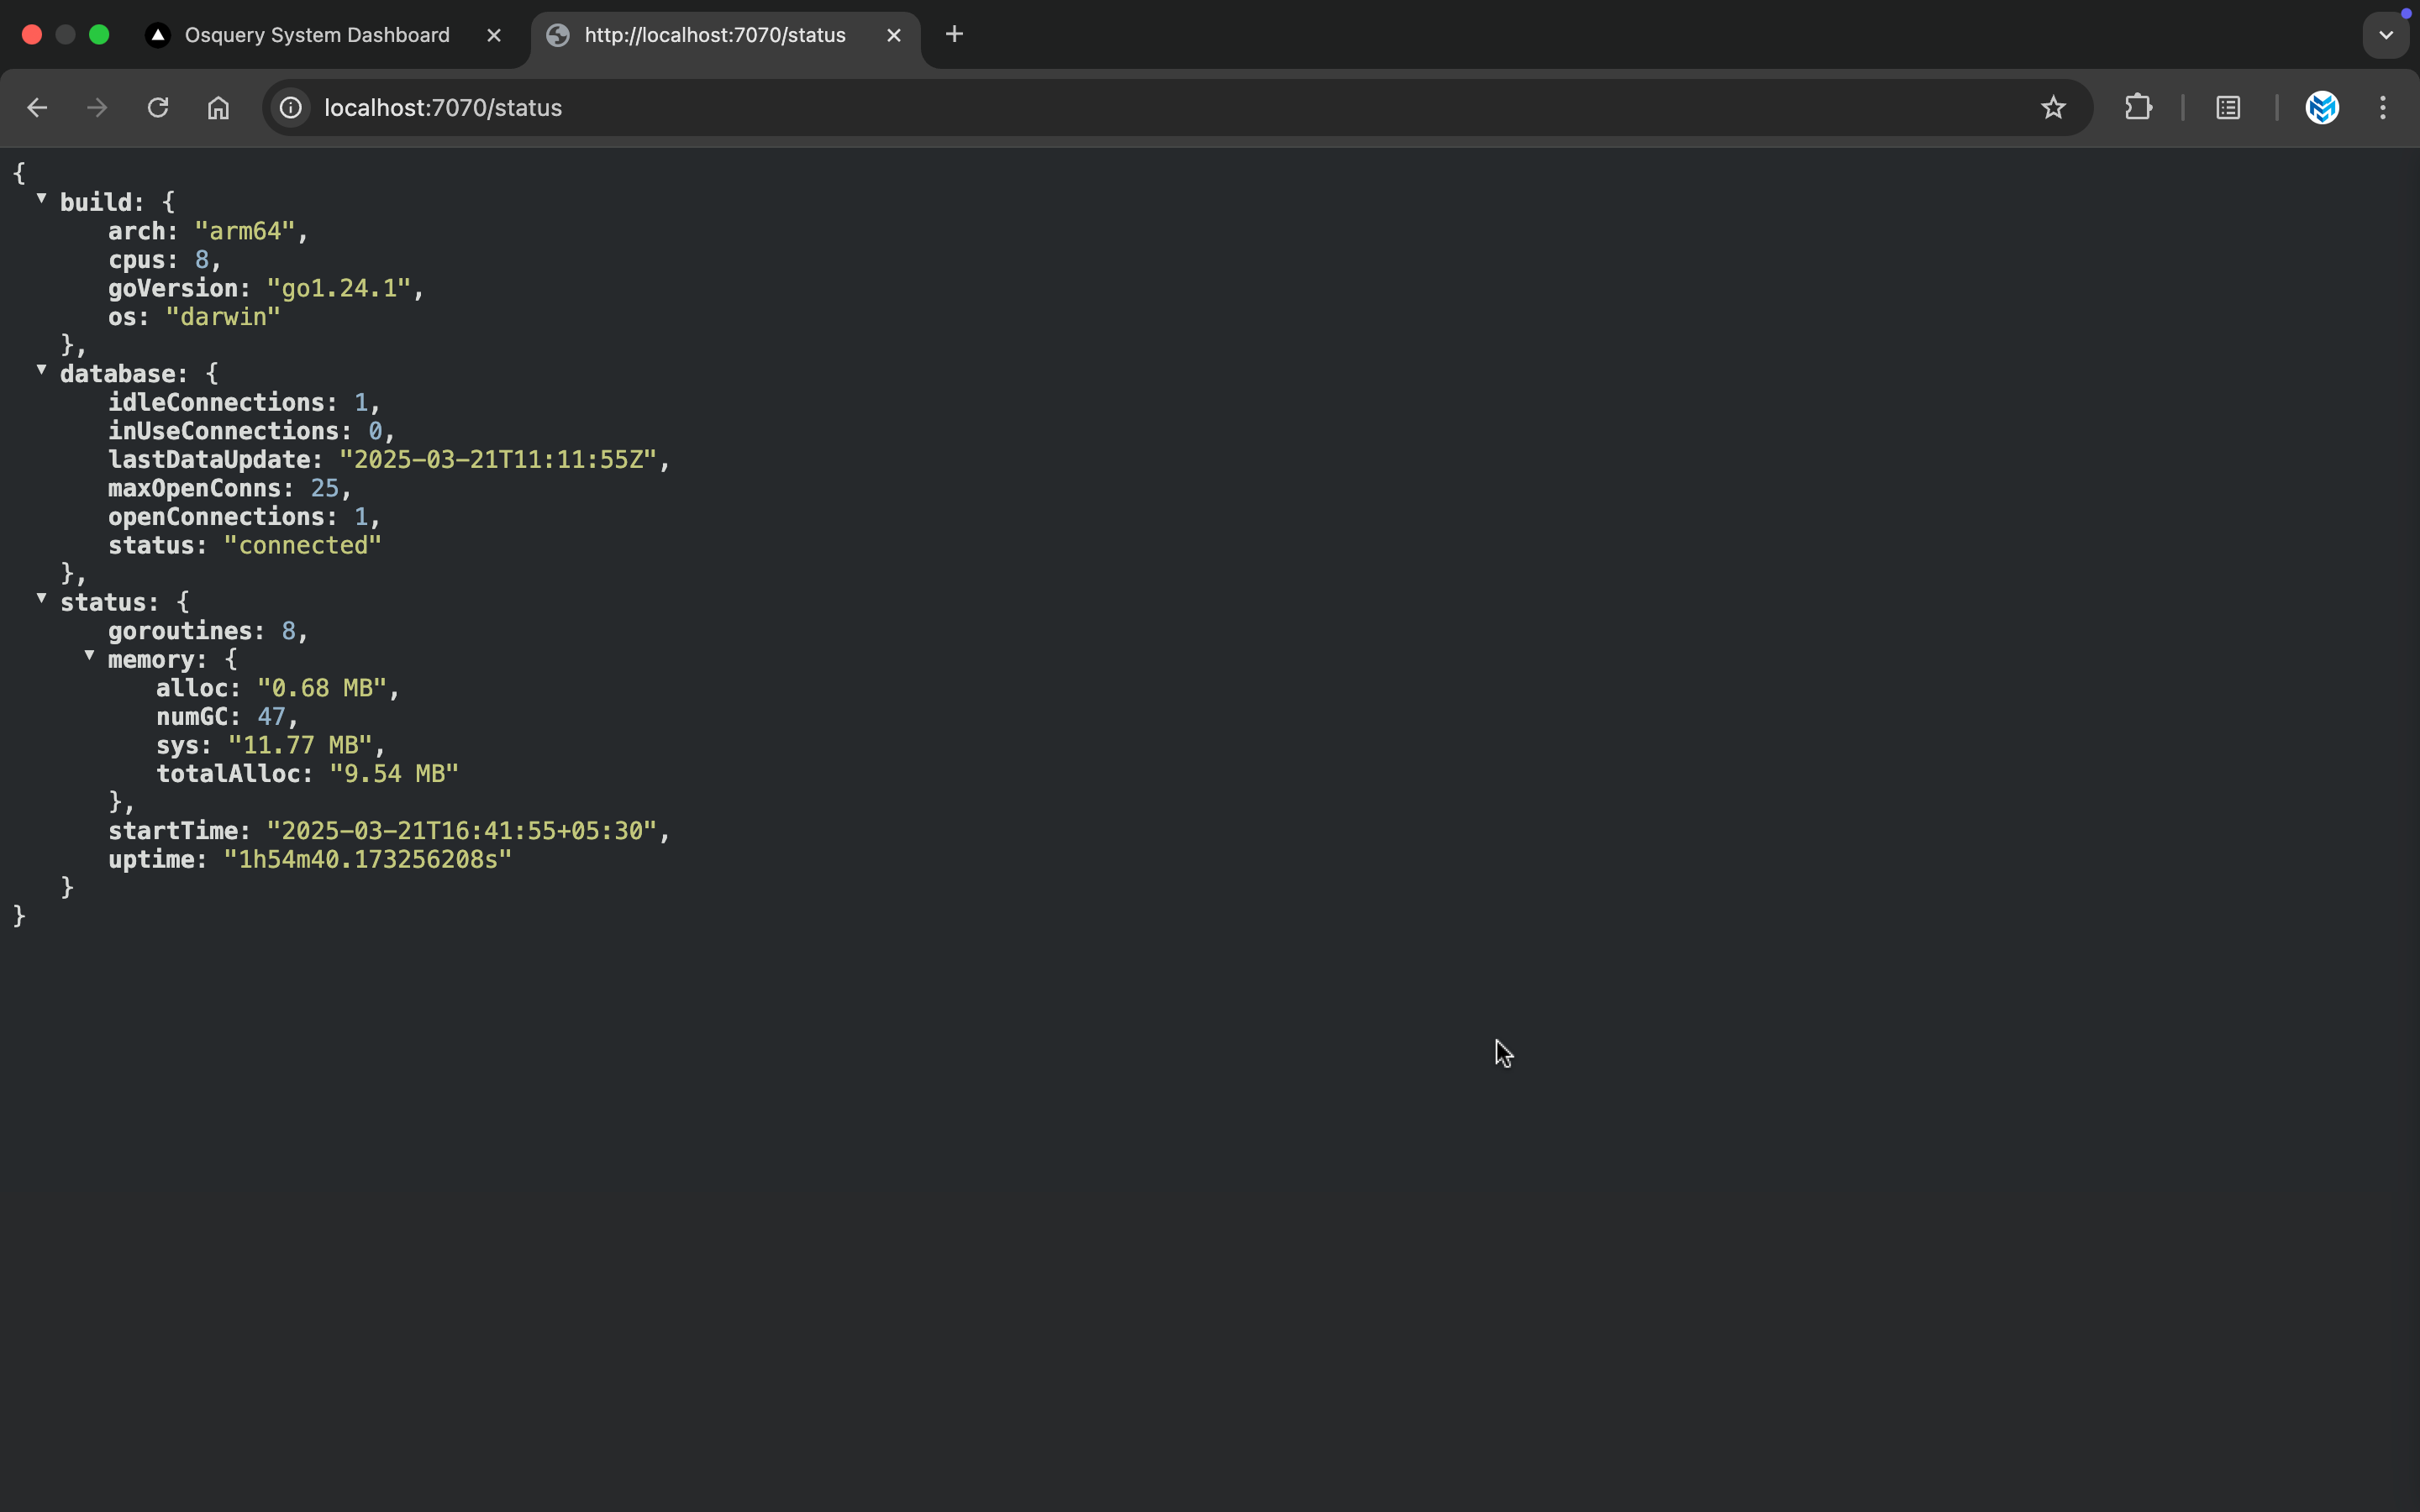 Osquery System Dashboard
http://localhost:7070/status
localhost:7070/status
{
build: {
arch: "arm64",
cpus: 8,
goVersion: "go1.24.1",
os: "darwin"
},
database: {
idleConnections: 1,
inUseConnections: 0,
lastDataUpdate: "2025-03-21T11:11:55Z",
maxOpenConns: 25,
openConnections: 1,
status: "connected"
},
status: {
goroutines: 8,
memory: {
alloc: "0.68 MB",
numGC: 47,
sys: "11.77 MB",
totalAlloc: "9.54 MB"
},
startTime: "2025-03-21T16:41:55+05:30",
uptime: "1h54m40.173256208s"
}
}